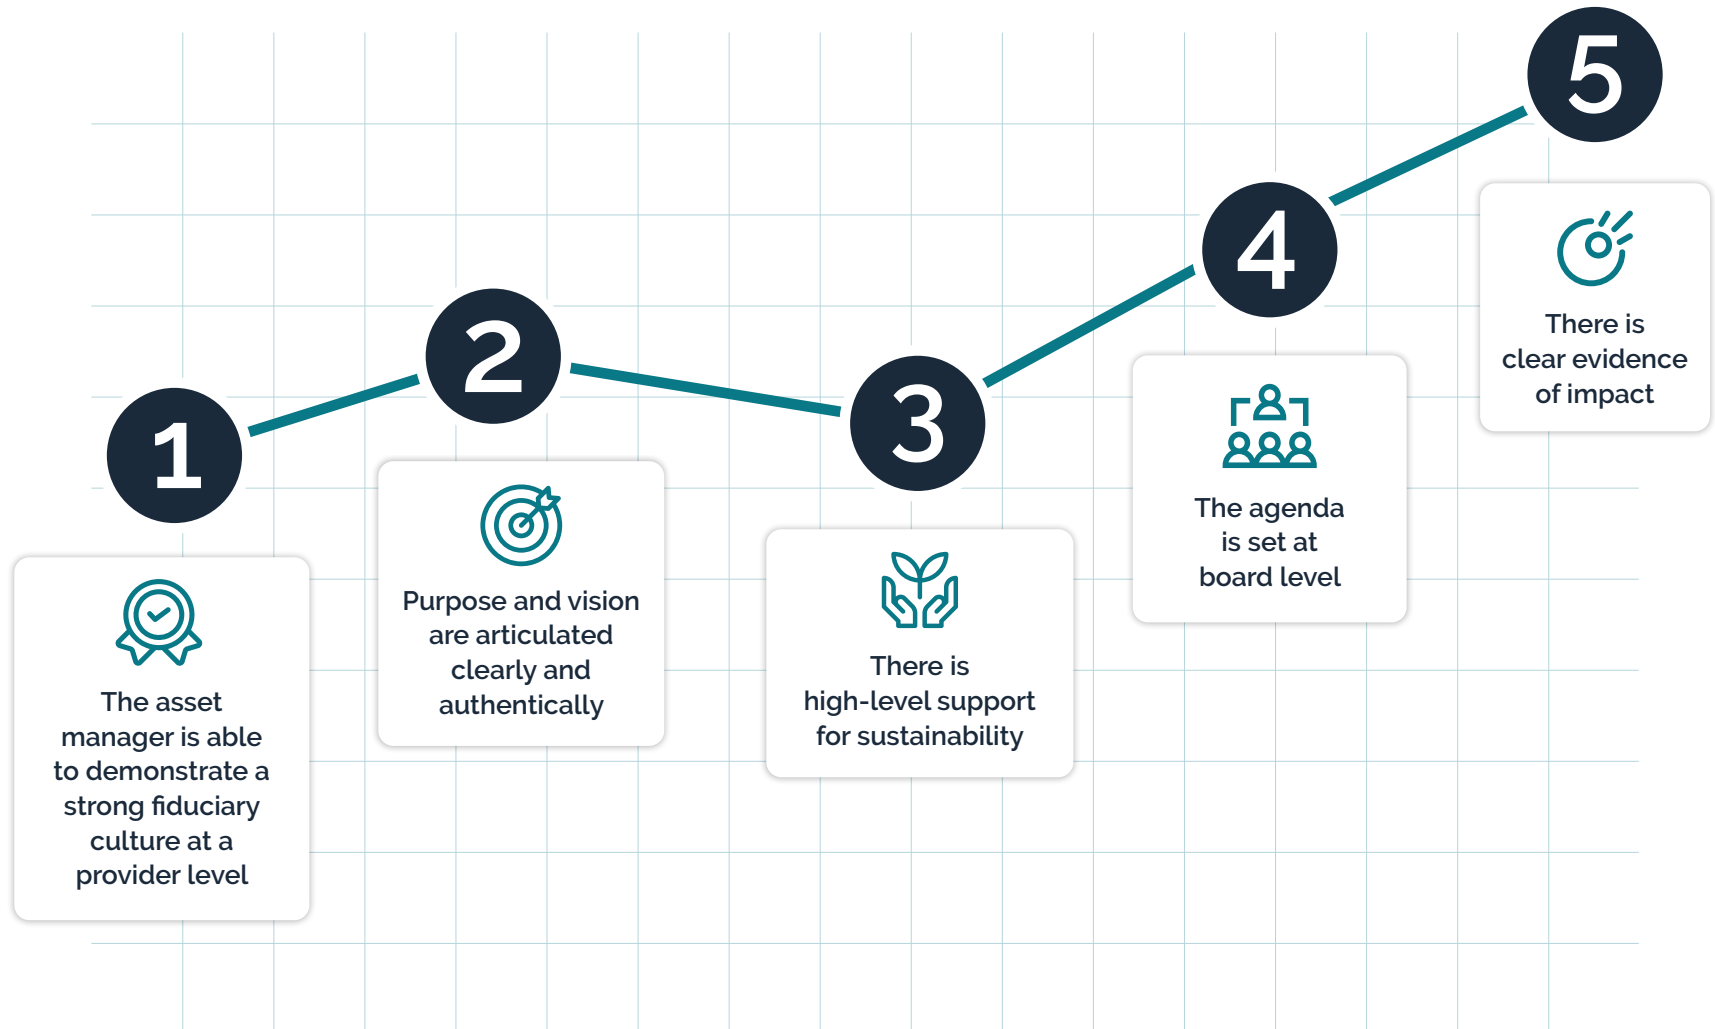 1
The asset
manager is able
to demonstrate a
strong fiduciary
culture at a
provider level
2
Purpose and vision
are articulated
clearly and
authentically
3
There is
high-level support
for sustainability
4
The agenda
is set at
board level
5
There is
clear evidence
of impact